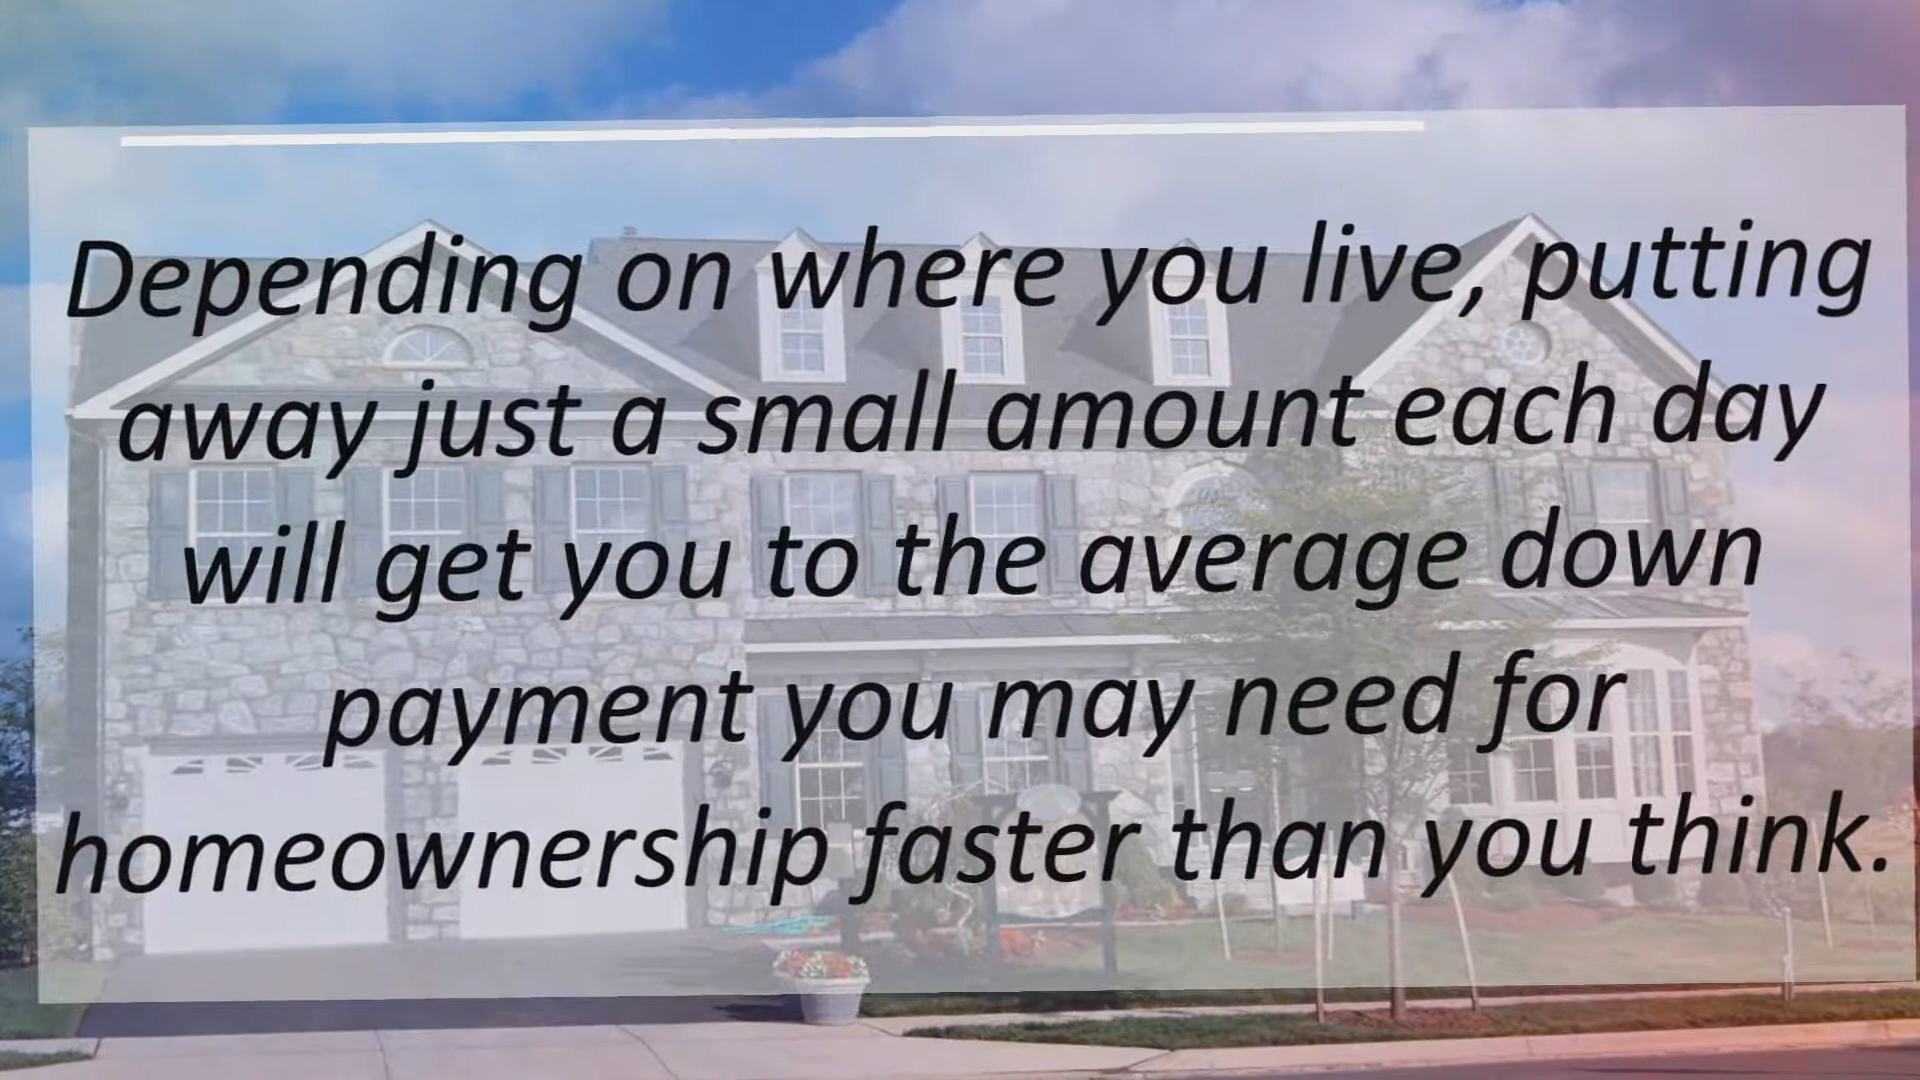 Depending on where you live, putting
away just a small amount each day
will get you to the average down
payment you may need for
homeownership faster than you think.